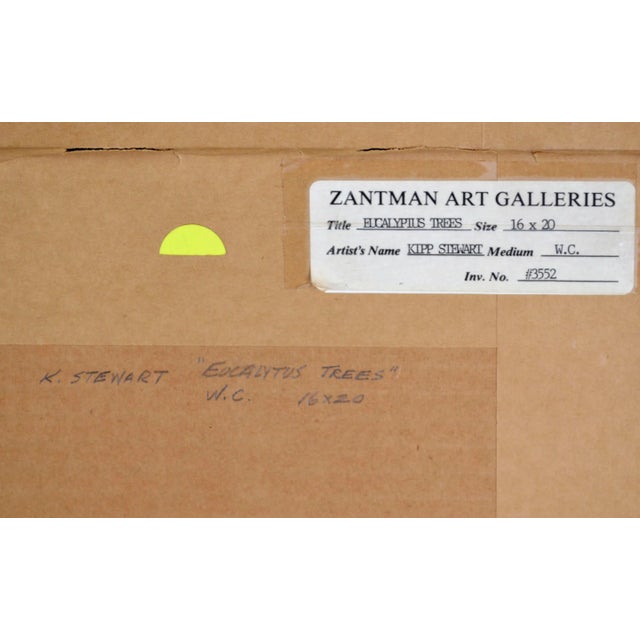 ZANTMAN ART GALLERIES
Title EUCALYPTUS TREES Size 16 x 20
Artist's Name KIPP STEWART Medium W.C.
Inv. No. #3552
K. STEWART "EUCALYTUS TREES"
W.C. 16x20